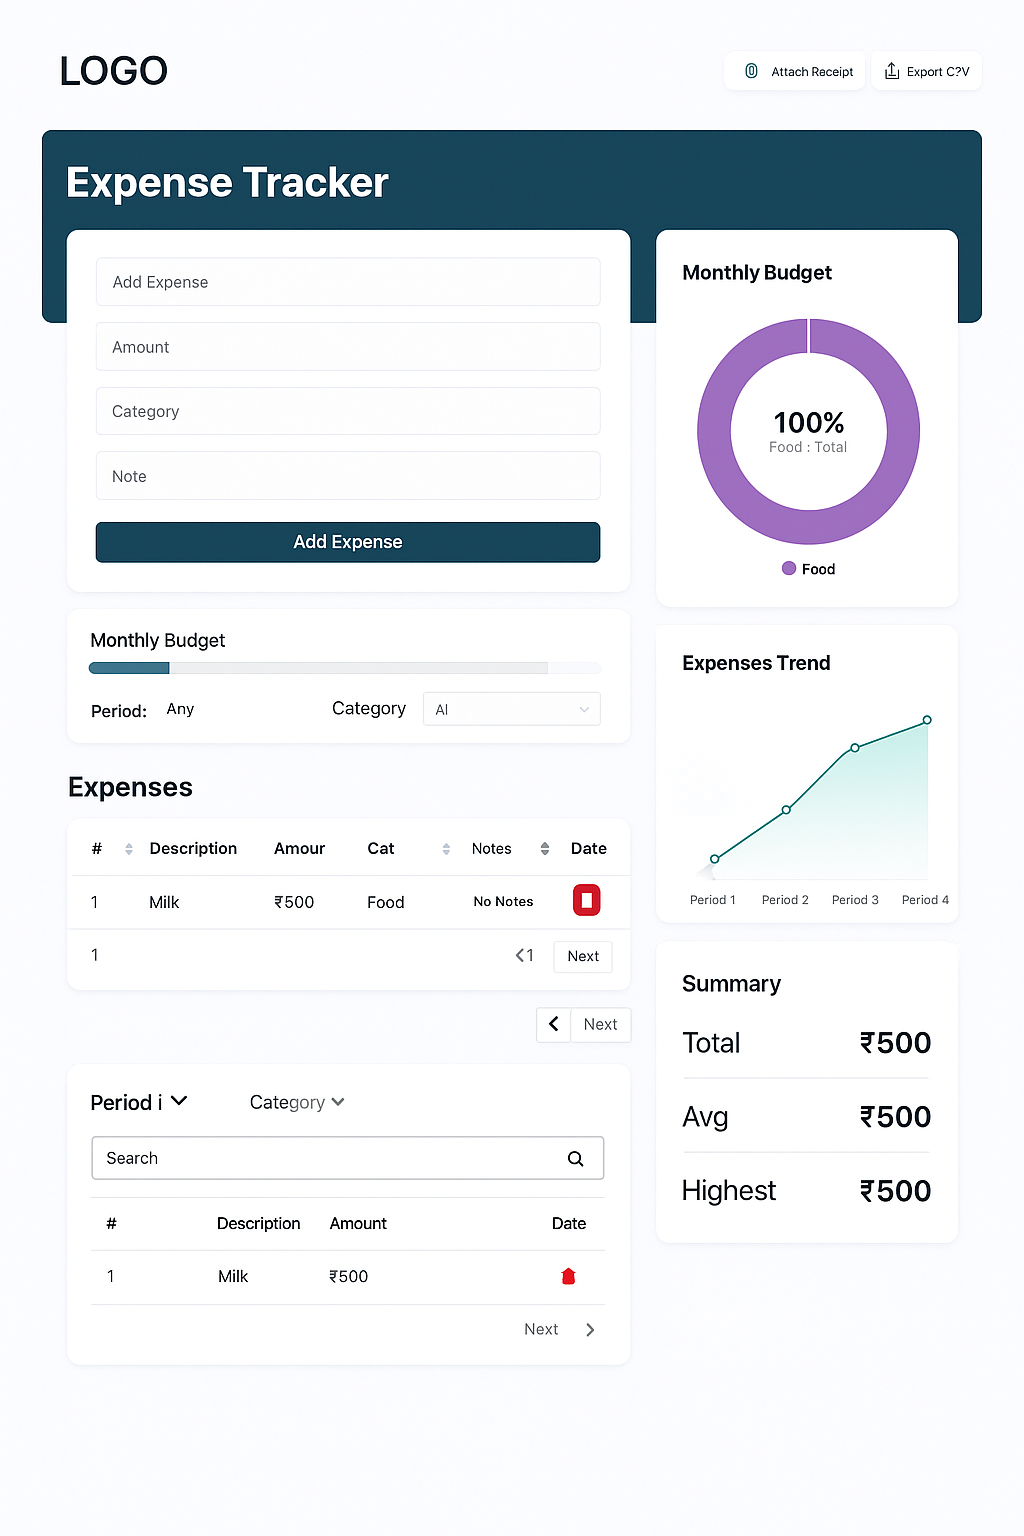 LOGO
Attach Receipt
Export C?V
Expense Tracker
Add Expense
Amount
Category
Note
Add Expense
Monthly Budget
100%
Food : Total
Food
Monthly Budget
Period: Any Category Al
Expenses Trend
Period 1 Period 2 Period 3 Period 4
Expenses
# Description Amour Cat Notes Date
1 Milk ₹500 Food No Notes
1 1 Next
Next
Period i Category
Search
# Description Amount Date
1 Milk ₹500
Next
Summary
Total ₹500
Avg ₹500
Highest ₹500